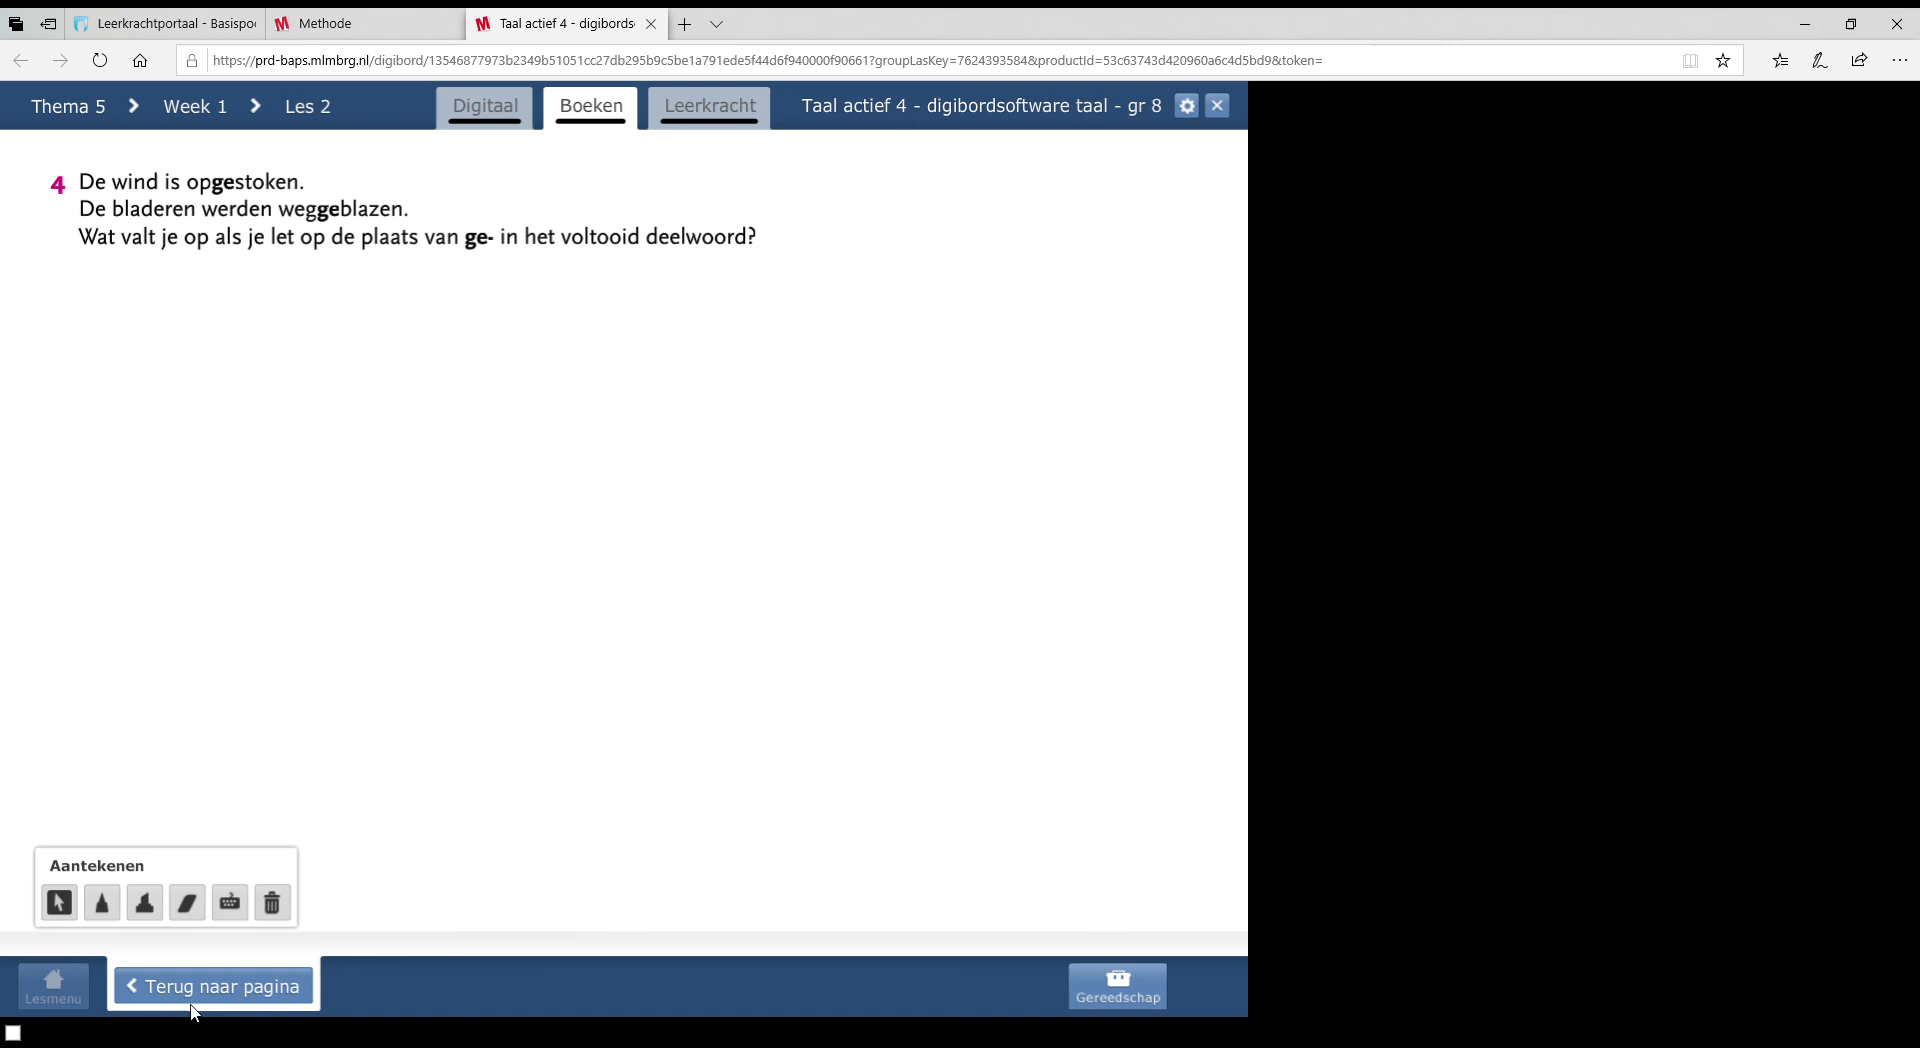 Leerkrachtportaal - Basispo
Methode
Taal actief 4 - digibords
https://prd-baps.mlmbrg.nl/digibord/13546877973b2349b51051cc27db295b9c5be1a791ede5f44d6f940000f90661?groupLasKey=7624393584&productId=53c63743d420960a6c4d5bd9&token=
Thema 5 > Week 1 > Les 2
Digitaal
Boeken
Leerkracht
Taal actief 4 - digibordsoftware taal - gr 8
4 De wind is opgestoken.
De bladeren werden weggeblazen.
Wat valt je op als je let op de plaats van ge- in het voltooid deelwoord?
Aantekenen
Lesmenu
Terug naar pagina
Gereedschap